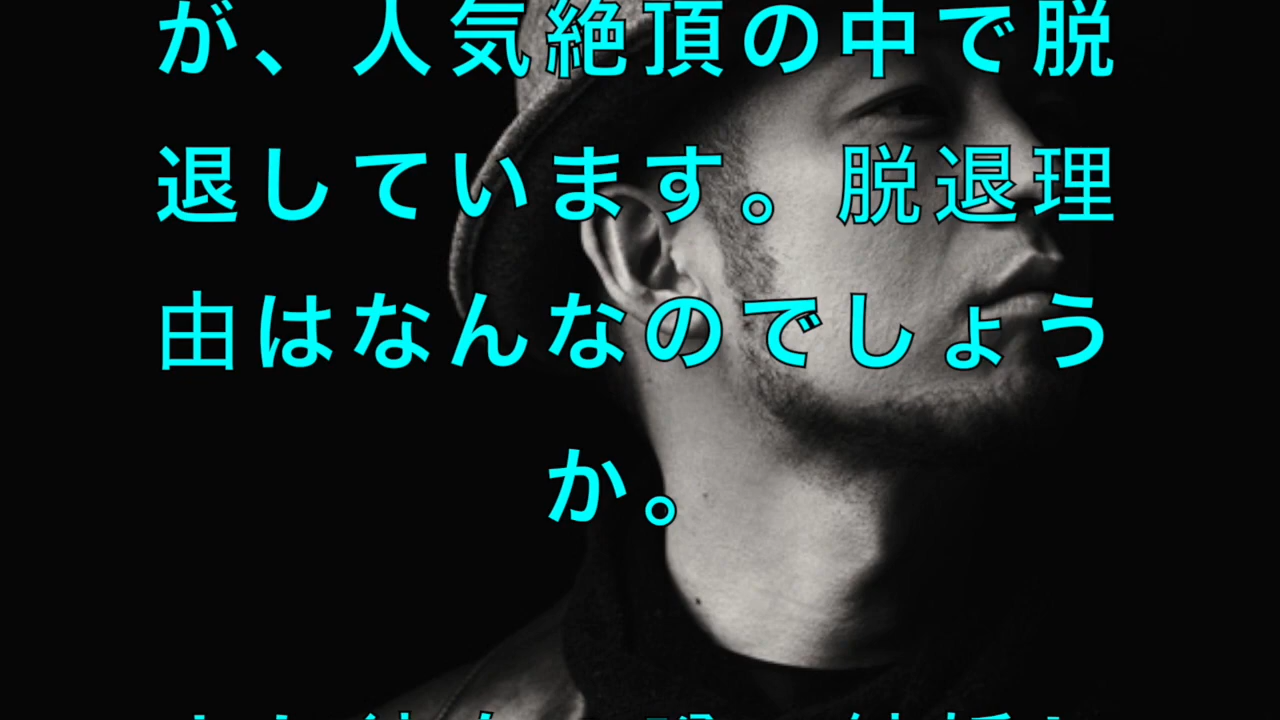 が、人気絶頂の中で脱
退しています。脱退理
由はなんなのでしょう
か。